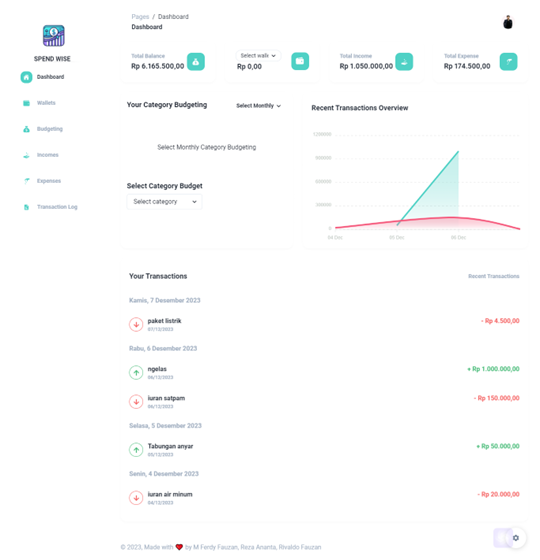 Pages / Dashboard
Dashboard
SPEND WISE
Dashboard
Wallets
Budgeting
Incomes
Expenses
Transaction Log
Total Balance
Rp 6.165.500,00
Select wall
Rp 0,00
Total Income
Rp 1.050.000,00
Total Expense
Rp 174.500,00
Your Category Budgeting
Select Monthly
Select Monthly Category Budgeting
Select Category Budget
Select category
Recent Transactions Overview
1200000
900000
600000
300000
0
04 Dec
05 Dec
06 Dec
Your Transactions
Recent Transactions
Kamis, 7 Desember 2023
paket listrik
- Rp 4.500,00
07/12/2023
Rabu, 6 Desember 2023
ngelas
+ Rp 1.000.000,00
06/12/2023
iuran satpam
- Rp 150.000,00
06/12/2023
Selasa, 5 Desember 2023
Tabungan anyar
+ Rp 50.000,00
05/12/2023
Senin, 4 Desember 2023
iuran air minum
- Rp 20.000,00
04/12/2023
© 2023, Made with ❤ by M Ferdy Fauzan, Reza Ananta, Rivaldo Fauzan